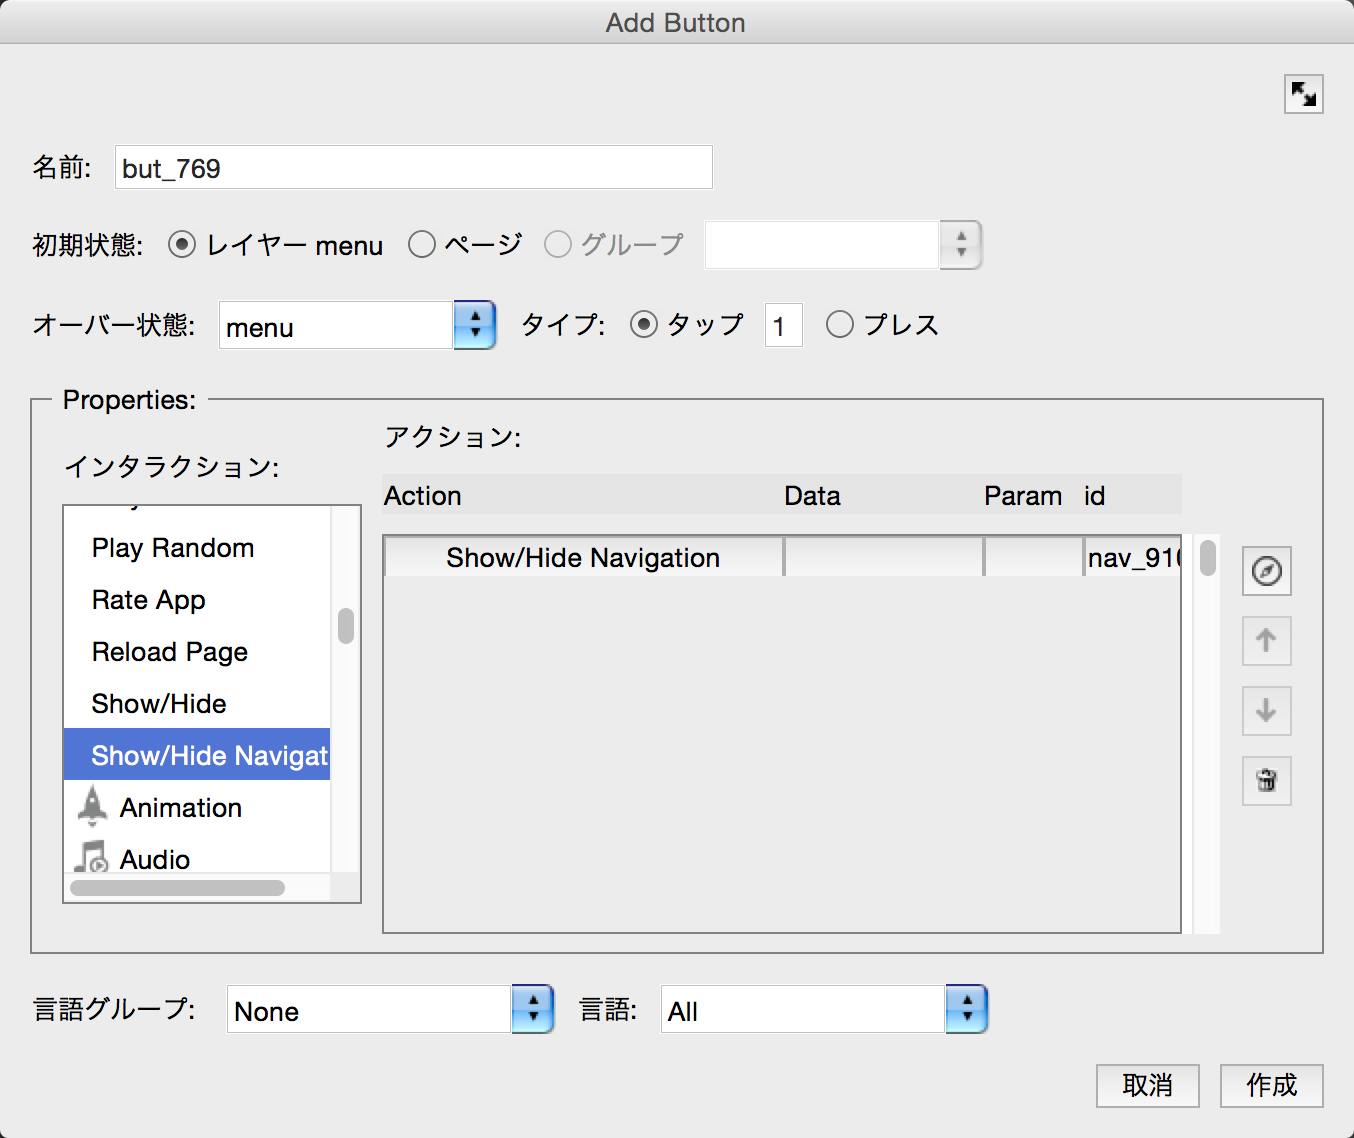 Add Button
名前: but_769
初期状態: レイヤー menu ページ グループ
オーバー状態: menu タイプ: タップ 1 プレス
Properties:
アクション:
インタラクション:
Action Data Param id
Play Random
Rate App
Reload Page
Show/Hide
Show/Hide Navigat
Animation
Audio
Show/Hide Navigation nav_910
言語グループ: None 言語: All
取消 作成